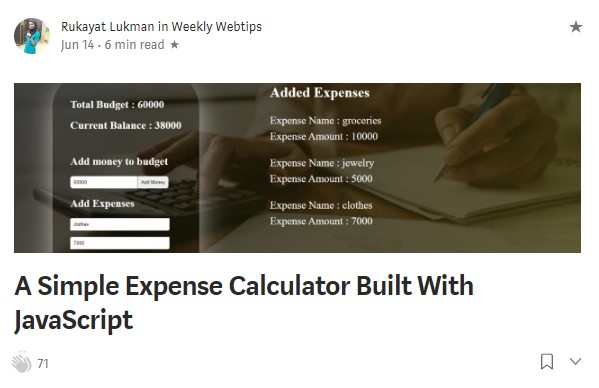 Rukayat Lukman in Weekly Webtips
Jun 14 · 6 min read ★
Total Budget : 60000
Current Balance : 38000
Add money to budget
60000 Add Money
Add Expenses
clothes
7000
Added Expenses
Expense Name : groceries
Expense Amount : 10000
Expense Name : jewelry
Expense Amount : 5000
Expense Name : clothes
Expense Amount : 7000
A Simple Expense Calculator Built With
JavaScript
71